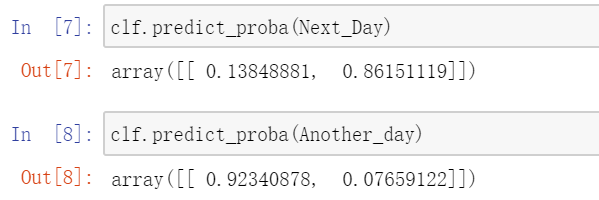 In [7]: clf.predict_proba(Next_Day)
Out[7]: array([[ 0.13848881, 0.86151119]])
In [8]: clf.predict_proba(Another_day)
Out[8]: array([[ 0.92340878, 0.07659122]])